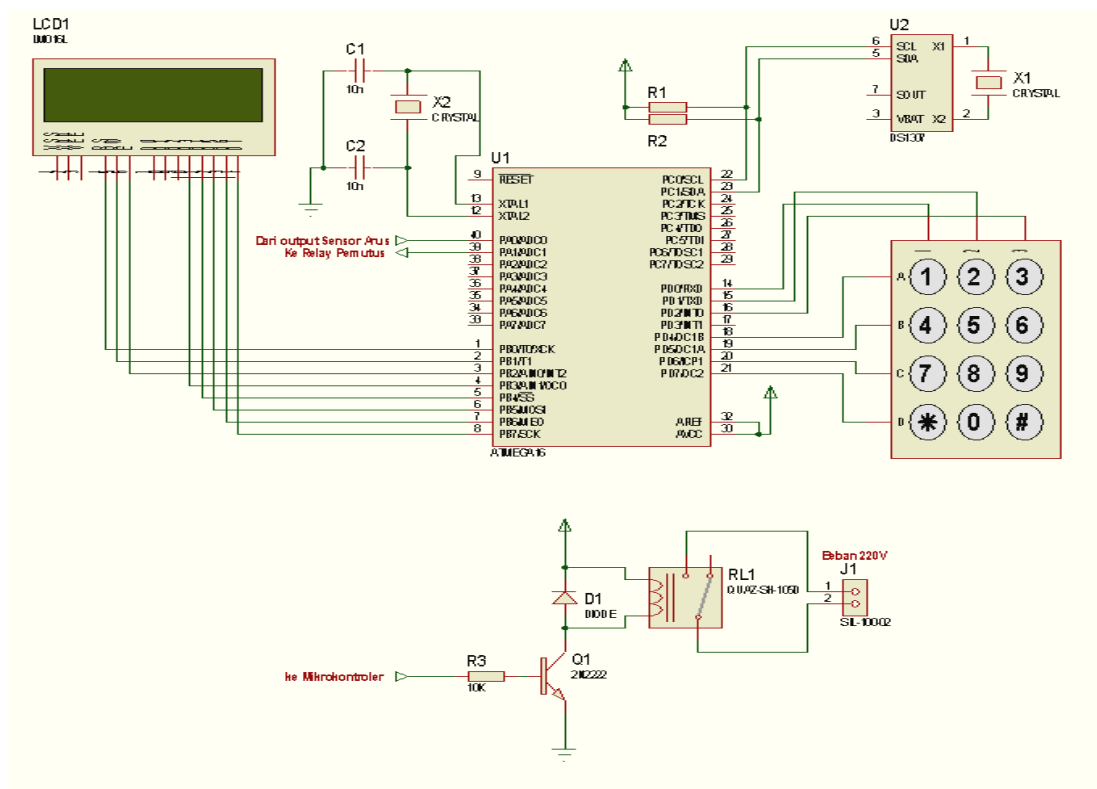 LCD1
LM016L
C1
10n
X2
CRYSTAL
C2
10n
R1
R2
U2
6
5
7
3
SCL
SDA
SOUT
VBAT
X1
X2
1
2
DS1307
X1
CRYSTAL
U1
9
13
12
40
39
38
37
36
35
34
33
1
2
3
4
5
6
7
8
RESET
XTAL1
XTAL2
PA0/ADC0
PA1/ADC1
PA2/ADC2
PA3/ADC3
PA4/ADC4
PA5/ADC5
PA6/ADC6
PA7/ADC7
PB0/T0/XCK
PB1/T1
PB2/AIN0/INT2
PB3/AIN1/OC0
PB4/SS
PB5/MOSI
PB6/MISO
PB7/SCK
PC0/SCL
PC1/SDA
PC2/TCK
PC3/TMS
PC4/TDO
PC5/TDI
PC6/TOSC1
PC7/TOSC2
PD0/RXD
PD1/TXD
PD2/INT0
PD3/INT1
PD4/OC1B
PD5/OC1A
PD6/ICP1
PD7/OC2
AREF
AVCC
22
23
24
25
26
27
28
29
14
15
16
17
18
19
20
21
32
30
ATMEGA16
Dari output Sensor Arus
Ke Relay Pemutus
1 2 3
A
B
C
D
1 2 3
4 5 6
7 8 9
* 0 #
D1
DIODE
RL1
Beban 220V
J1
1
2
SIL-100-02
ke Mikrokontroler
R3
10K
Q1
2N2222